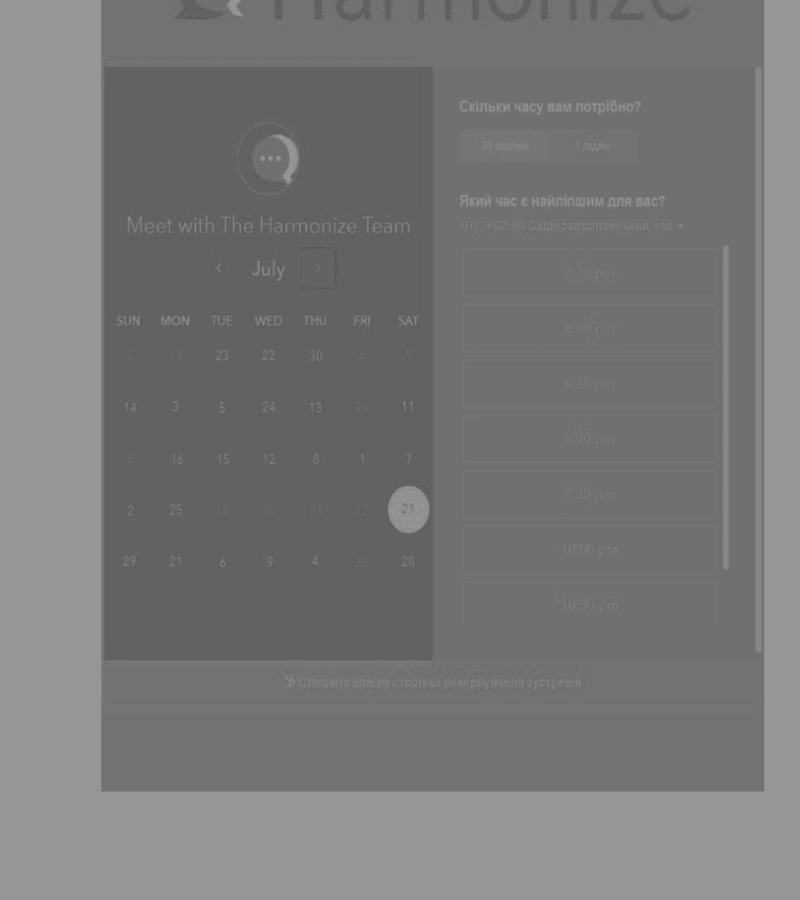 Harmonize
Meet with The Harmonize Team
July
SUN MON TUE WED THU FRI SAT
5 14 23 22 30 4 9
14 3 5 24 13 26 11
8 16 15 12 8 1 7
2 25 18 20 31 12 21
29 21 6 9 4 26 20
Скільки часу вам потрібно?
30 хвилин 1 годин
Який час є найліпшим для вас?
UTC +03:00 Східноєвропейський час
7:30 pm
8:00 pm
8:30 pm
9:00 pm
9:30 pm
10:00 pm
10:30 pm
Створити власну сторінку резервування зустрічей